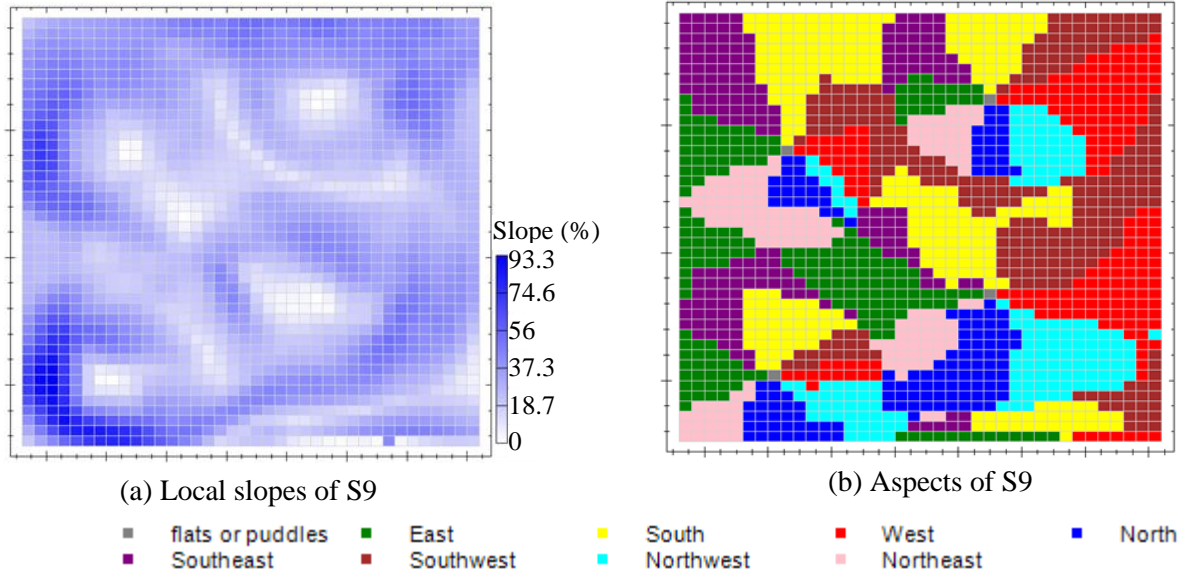 Slope (%)
93.3
74.6
56
37.3
18.7
0
(a) Local slopes of S9
(b) Aspects of S9
flats or puddles East South West North
Southeast Southwest Northwest Northeast